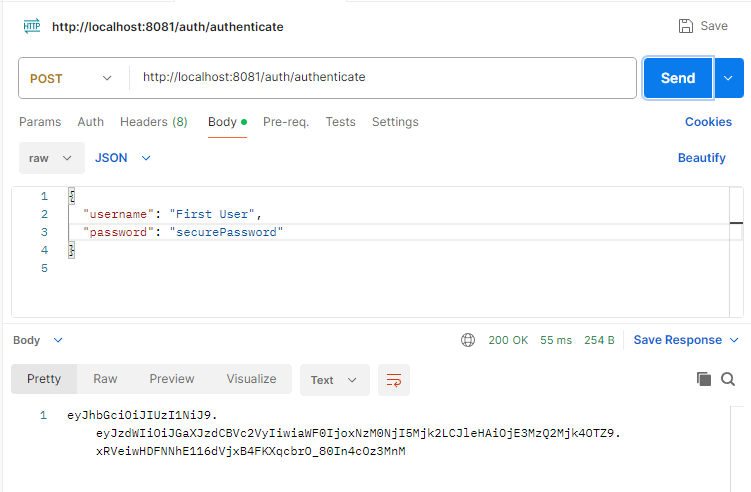 HTTP http://localhost:8081/auth/authenticate Save
POST http://localhost:8081/auth/authenticate Send
Params Auth Headers (8) Body Pre-req. Tests Settings Cookies
raw JSON Beautify
1 {
2 "username": "First User",
3 "password": "securePassword"
4 }
5
Body 200 OK 55 ms 254 B Save Response
Pretty Raw Preview Visualize Text
1 eyJhbGciOiJIUzI1NiJ9.
eyJzdWIiOiJGaXJzdCBVc2VyIiwiaWF0IjoxNzM0NjI5Mjk2LCJleHAiOjE3MzQ2Mjk4OTZ9.
xRVeiwHDFNNhE116dVjxB4FKXqcbrO_80In4cOz3MnM